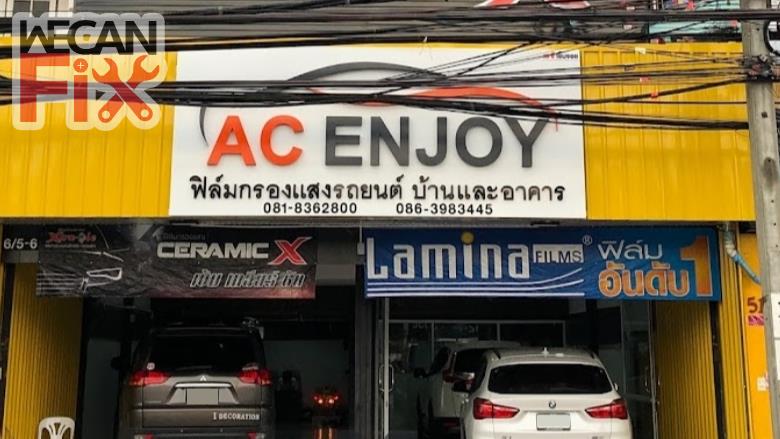 WECAN
Fix
AC ENJOY
ฟิล์มกรองแสงรถยนต์ บ้านและอาคาร
081-8362800 086-3983445
6/5-6
CERAMIC X
Lamina FILMS ®
ฟิล์ม
อันดับ 1
I DECORATION